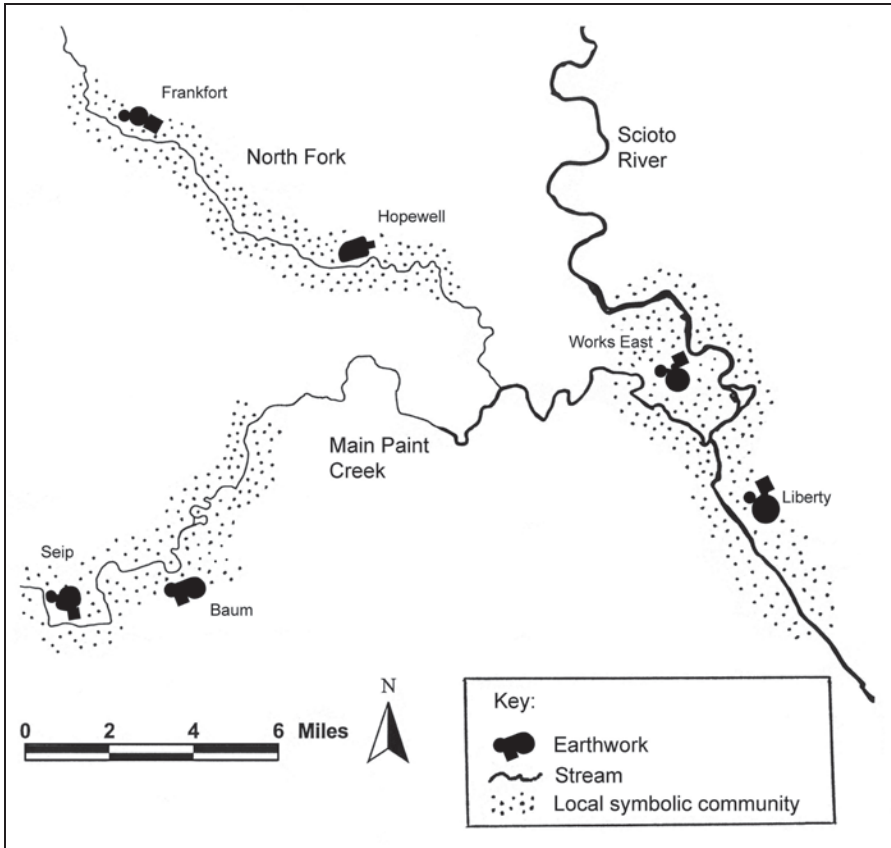 Frankfort
North Fork
Scioto
River
Hopewell
Works East
Main Paint
Creek
Liberty
Seip
Baum
N
0 2 4 6 Miles
Key:
Earthwork
Stream
Local symbolic community